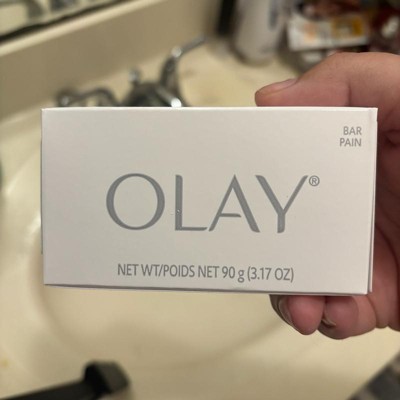 BAR
PAIN
OLAY®
NET WT/POIDS NET 90 g (3.17 OZ)